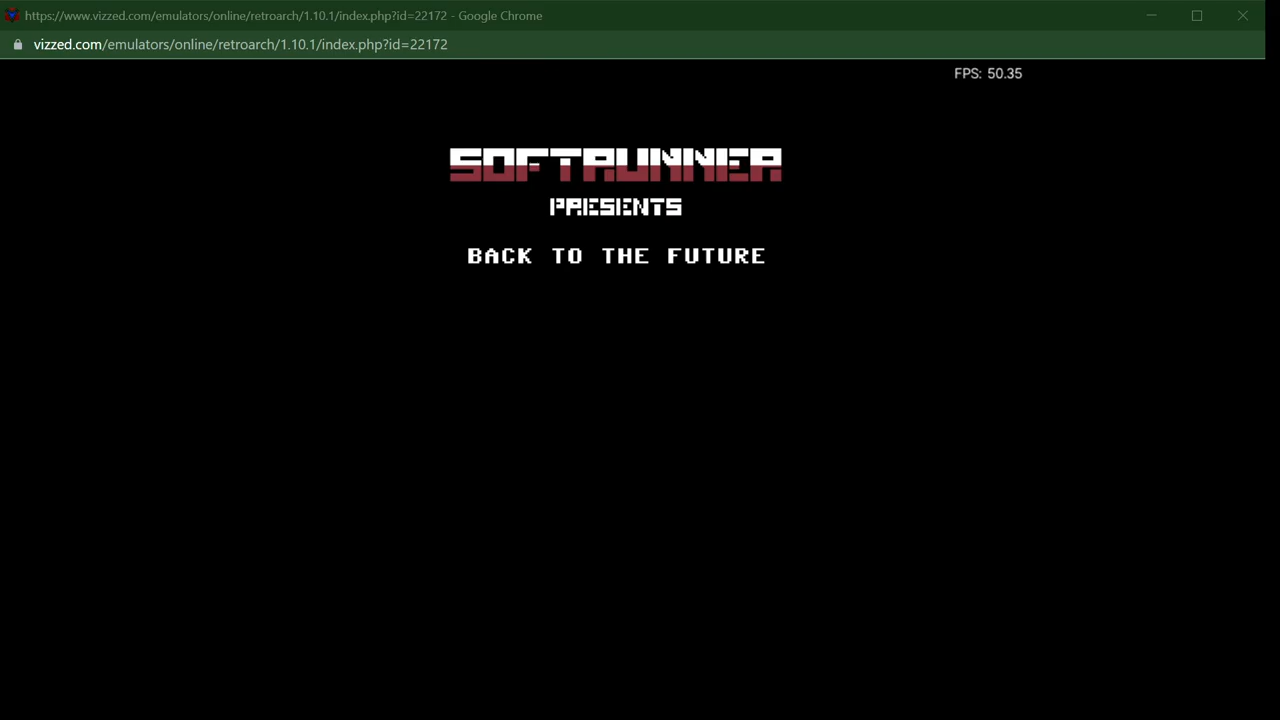 https://www.vizzed.com/emulators/online/retroarch/1.10.1/index.php?id=22172 - Google Chrome
vizzed.com/emulators/online/retroarch/1.10.1/index.php?id=22172
FPS: 50.35
SOFTRUNNER
PRESENTS
BACK TO THE FUTURE